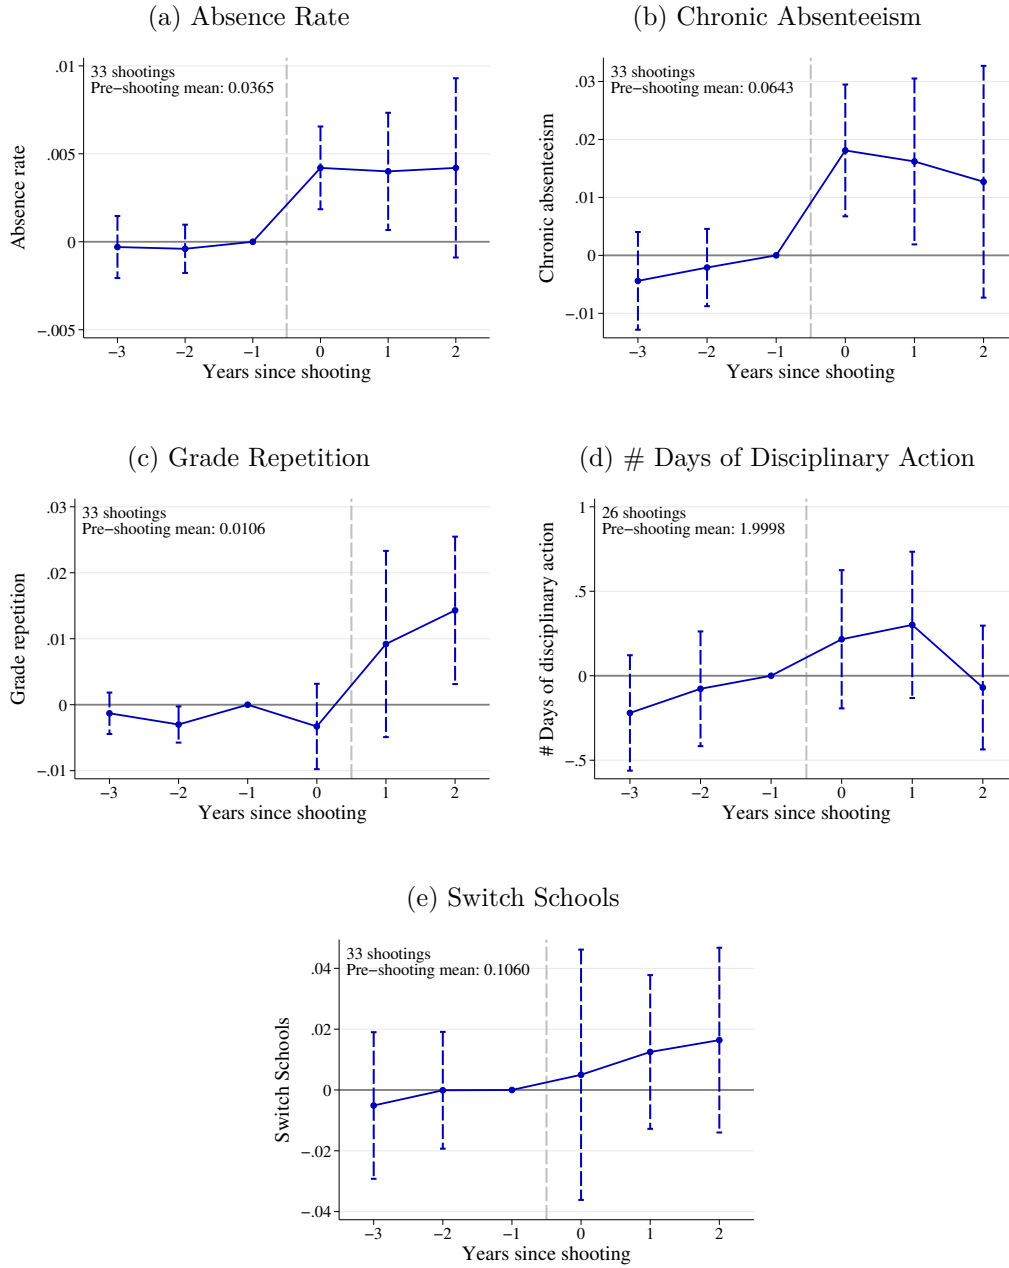 (a) Absence Rate
33 shootings
Pre−shooting mean: 0.0365
.01
.005
0
−.005
Absence rate
−3 −2 −1 0 1 2
Years since shooting
(b) Chronic Absenteeism
33 shootings
Pre−shooting mean: 0.0643
.03
.02
.01
0
−.01
Chronic absenteeism
−3 −2 −1 0 1 2
Years since shooting
(c) Grade Repetition
33 shootings
Pre−shooting mean: 0.0106
.03
.02
.01
0
−.01
Grade repetition
−3 −2 −1 0 1 2
Years since shooting
(d) # Days of Disciplinary Action
26 shootings
Pre−shooting mean: 1.9998
1
.5
0
−.5
# Days of disciplinary action
−3 −2 −1 0 1 2
Years since shooting
(e) Switch Schools
33 shootings
Pre−shooting mean: 0.1060
.04
.02
0
−.02
−.04
Switch Schools
−3 −2 −1 0 1 2
Years since shooting